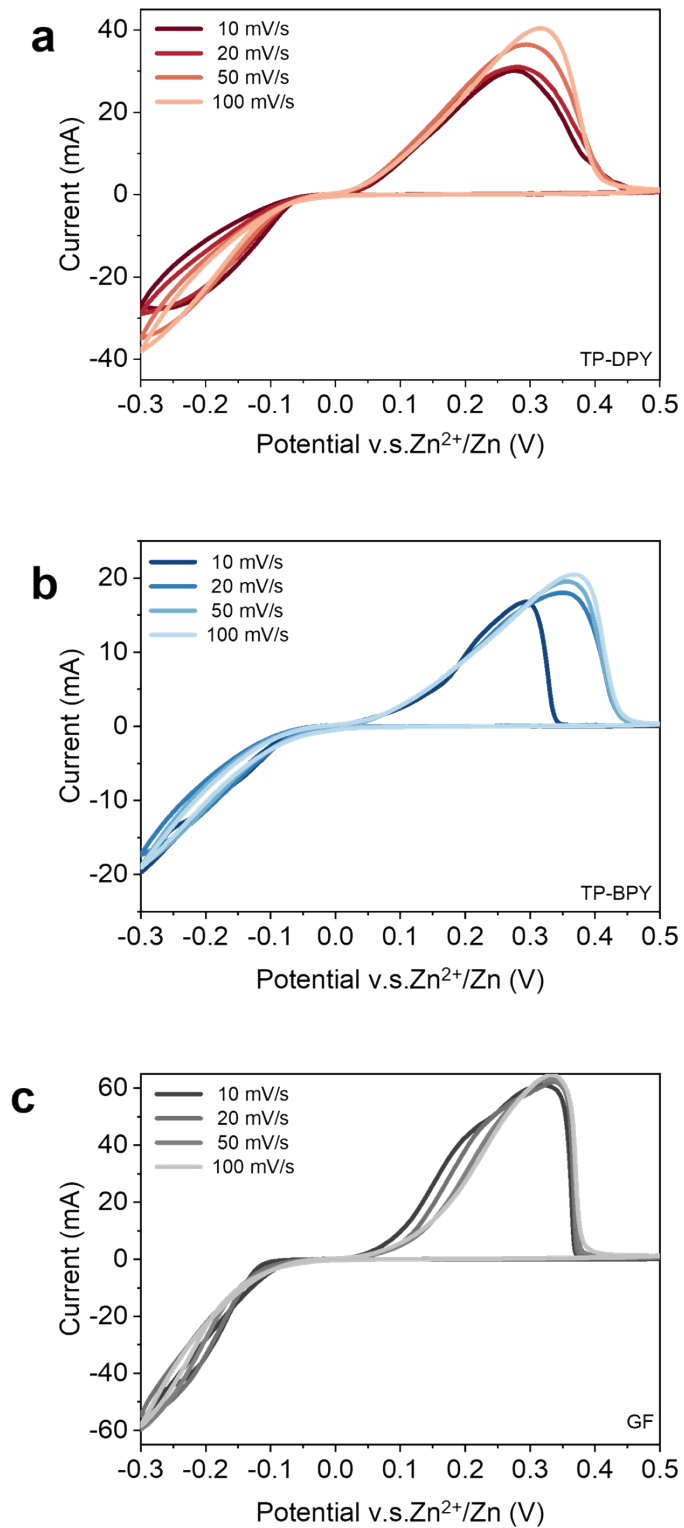 a
10 mV/s
20 mV/s
50 mV/s
100 mV/s
40
20
0
-20
-40
Current (mA)
TP-DPY
-0.3 -0.2 -0.1 0.0 0.1 0.2 0.3 0.4 0.5
Potential v.s.Zn²⁺/Zn (V)
b
10 mV/s
20 mV/s
50 mV/s
100 mV/s
20
10
0
-10
-20
Current (mA)
TP-BPY
-0.3 -0.2 -0.1 0.0 0.1 0.2 0.3 0.4 0.5
Potential v.s.Zn²⁺/Zn (V)
c
10 mV/s
20 mV/s
50 mV/s
100 mV/s
60
40
20
0
-20
-40
-60
Current (mA)
GF
-0.3 -0.2 -0.1 0.0 0.1 0.2 0.3 0.4 0.5
Potential v.s.Zn²⁺/Zn (V)